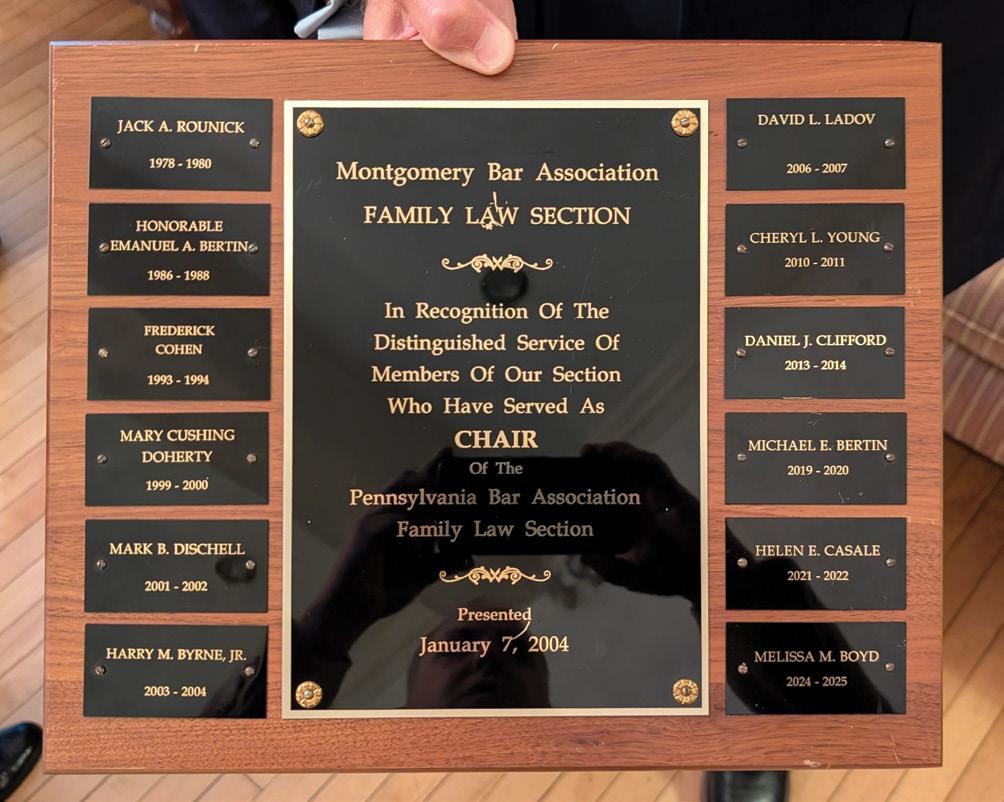 JACK A. ROUNICK
1978 - 1980
HONORABLE
EMANUEL A. BERTIN
1986 - 1988
FREDERICK
COHEN
1993 - 1994
MARY CUSHING
DOHERTY
1999 - 2000
MARK B. DISCHELL
2001 - 2002
HARRY M. BYRNE, JR.
2003 - 2004
Montgomery Bar Association
FAMILY LAW SECTION
In Recognition Of The
Distinguished Service Of
Members Of Our Section
Who Have Served As
CHAIR
Of The
Pennsylvania Bar Association
Family Law Section
Presented
January 7, 2004
DAVID L. LADOV
2006 - 2007
CHERYL L. YOUNG
2010 - 2011
DANIEL J. CLIFFORD
2013 - 2014
MICHAEL E. BERTIN
2019 - 2020
HELEN E. CASALE
2021 - 2022
MELISSA M. BOYD
2024 - 2025